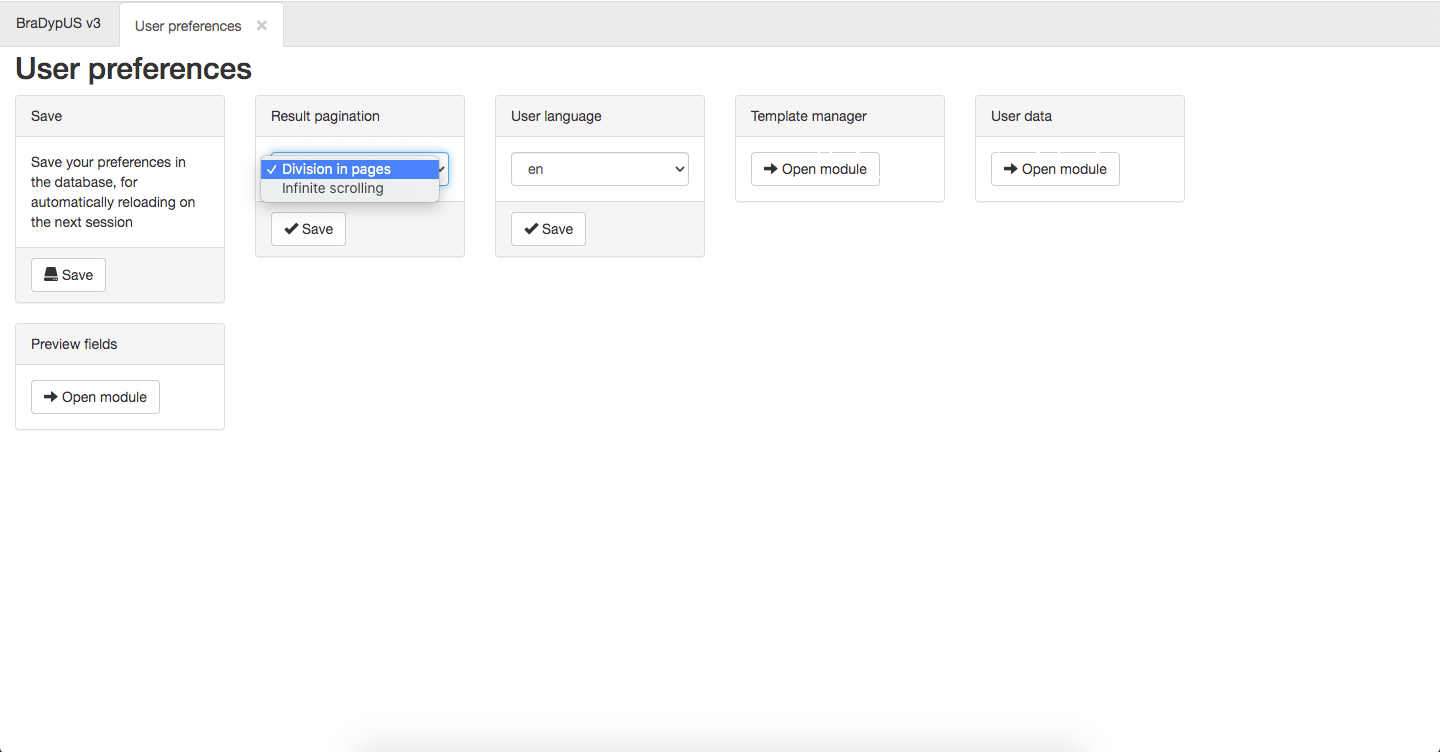 BraDypUS v3
User preferences
User preferences
Save
Save your preferences in
the database, for
automatically reloading on
the next session
Save
Result pagination
✓ Division in pages
Infinite scrolling
Save
User language
en
Save
Template manager
Open module
User data
Open module
Preview fields
Open module